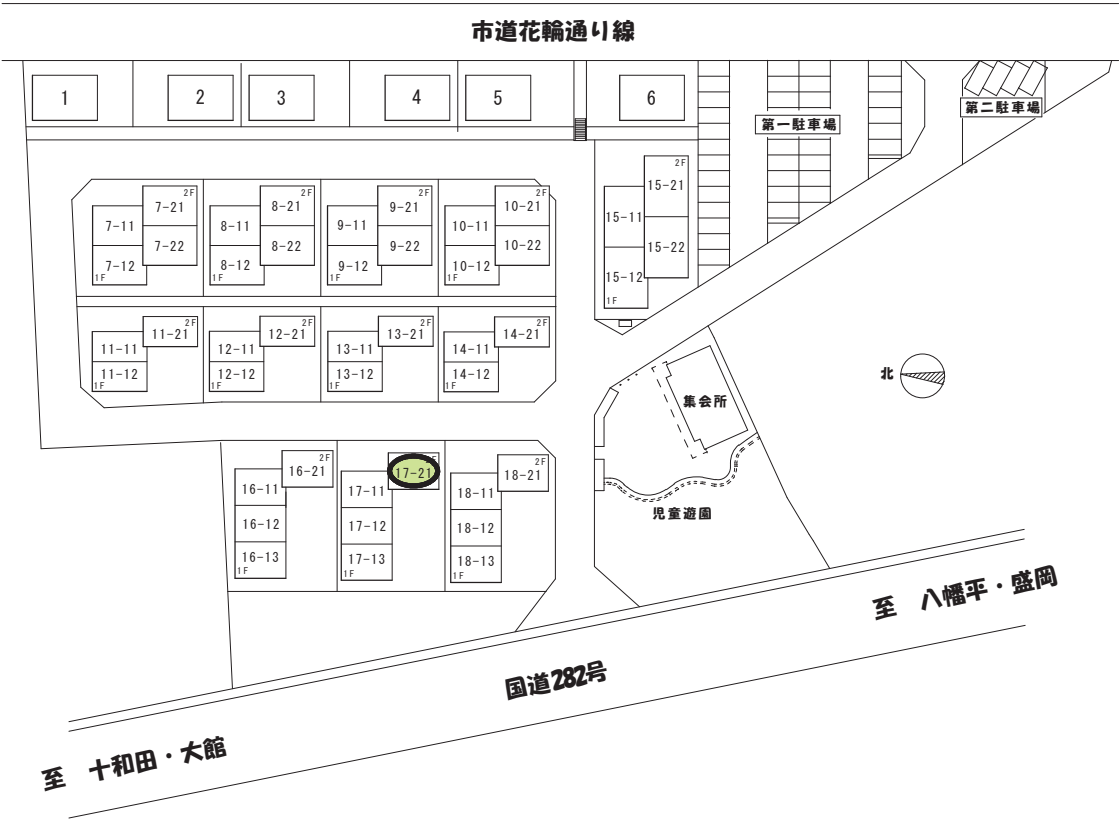 市道花輪通り線
1
2
3
4
5
6
第一駐車場
第二駐車場
2F
7-21
7-11
7-22
7-12
1F
2F
8-21
8-11
8-22
8-12
1F
2F
9-21
9-11
9-22
9-12
1F
2F
10-21
10-11
10-22
10-12
1F
2F
15-21
15-11
15-22
15-12
1F
2F
11-21
11-11
11-12
1F
2F
12-21
12-11
12-12
1F
2F
13-21
13-11
13-12
1F
2F
14-21
14-11
14-12
1F
北
集会所
児童遊園
2F
16-21
16-11
16-12
16-13
1F
17-21
17-11
17-12
17-13
1F
2F
18-21
18-11
18-12
18-13
1F
至 八幡平・盛岡
国道282号
至 十和田・大館